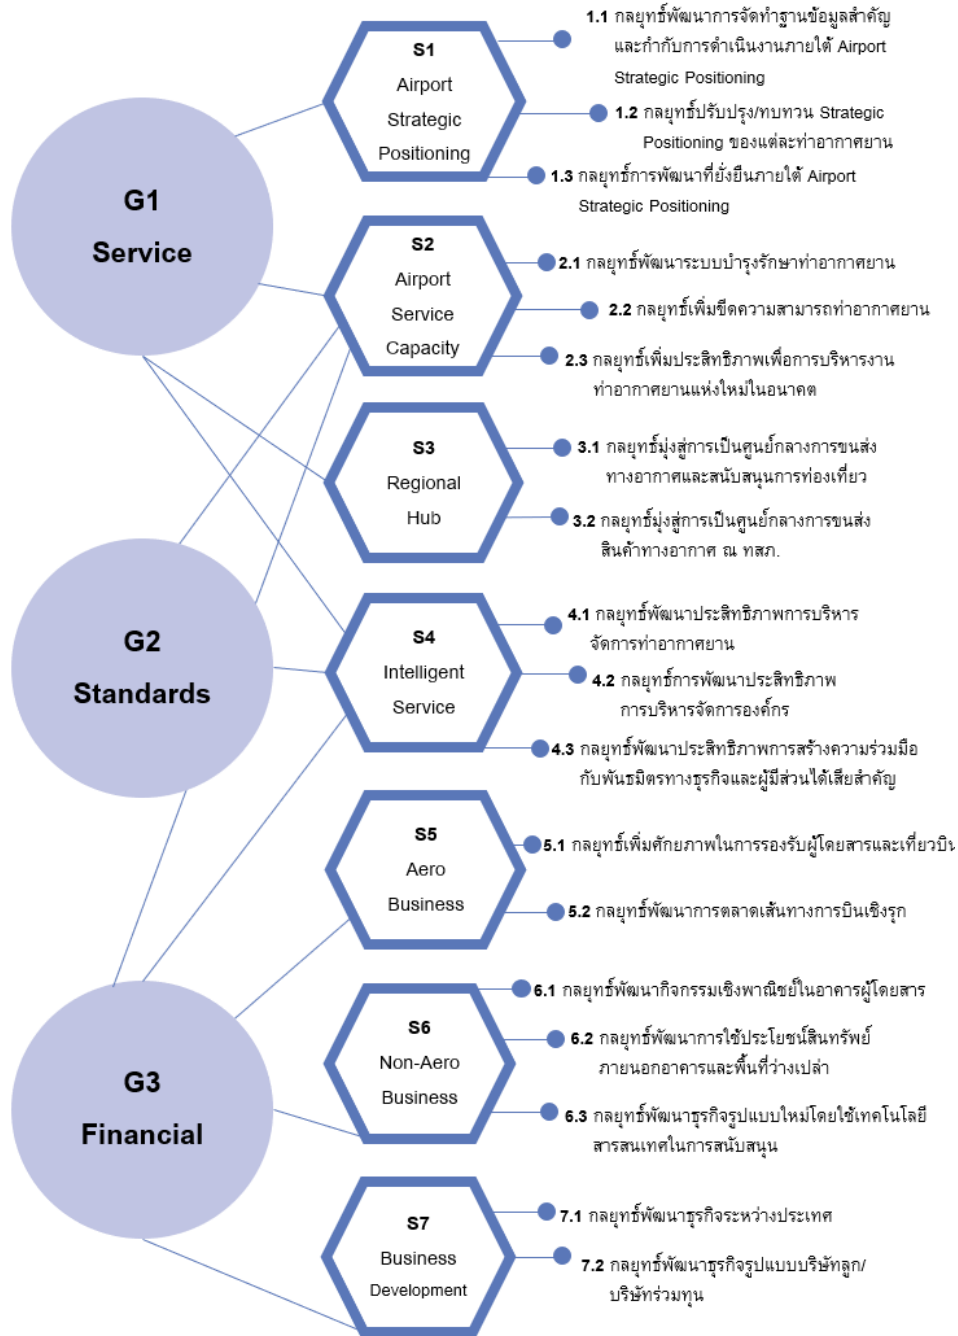 G1
Service
G2
Standards
G3
Financial
S1
Airport
Strategic
Positioning
1.1 กลยุทธ์พัฒนาการจัดทำฐานข้อมูลสำคัญ
และกำกับการดำเนินงานภายใต้ Airport
Strategic Positioning
1.2 กลยุทธ์ปรับปรุง/ทบทวน Strategic
Positioning ของแต่ละท่าอากาศยาน
1.3 กลยุทธ์การพัฒนาที่ยั่งยืนภายใต้ Airport
Strategic Positioning
S2
Airport
Service
Capacity
2.1 กลยุทธ์พัฒนาระบบบำรุงรักษาท่าอากาศยาน
2.2 กลยุทธ์เพิ่มขีดความสามารถท่าอากาศยาน
2.3 กลยุทธ์เพิ่มประสิทธิภาพเพื่อการบริหารงาน
ท่าอากาศยานแห่งใหม่ในอนาคต
S3
Regional
Hub
3.1 กลยุทธ์มุ่งสู่การเป็นศูนย์กลางการขนส่ง
ทางอากาศและสนับสนุนการท่องเที่ยว
3.2 กลยุทธ์มุ่งสู่การเป็นศูนย์กลางการขนส่ง
สินค้าทางอากาศ ณ ทสภ.
S4
Intelligent
Service
4.1 กลยุทธ์พัฒนาประสิทธิภาพการบริหาร
จัดการท่าอากาศยาน
4.2 กลยุทธ์การพัฒนาประสิทธิภาพ
การบริหารจัดการองค์กร
4.3 กลยุทธ์พัฒนาประสิทธิภาพการสร้างความร่วมมือ
กับพันธมิตรทางธุรกิจและผู้มีส่วนได้เสียสำคัญ
S5
Aero
Business
5.1 กลยุทธ์เพิ่มศักยภาพในการรองรับผู้โดยสารและเที่ยวบิน
5.2 กลยุทธ์พัฒนาการตลาดเส้นทางการบินเชิงรุก
S6
Non-Aero
Business
6.1 กลยุทธ์พัฒนากิจกรรมเชิงพาณิชย์ในอาคารผู้โดยสาร
6.2 กลยุทธ์พัฒนาการใช้ประโยชน์สินทรัพย์
ภายนอกอาคารและพื้นที่ว่างเปล่า
6.3 กลยุทธ์พัฒนาธุรกิจรูปแบบใหม่โดยใช้เทคโนโลยี
สารสนเทศในการสนับสนุน
S7
Business
Development
7.1 กลยุทธ์พัฒนาธุรกิจระหว่างประเทศ
7.2 กลยุทธ์พัฒนาธุรกิจรูปแบบบริษัทลูก/
บริษัทร่วมทุน